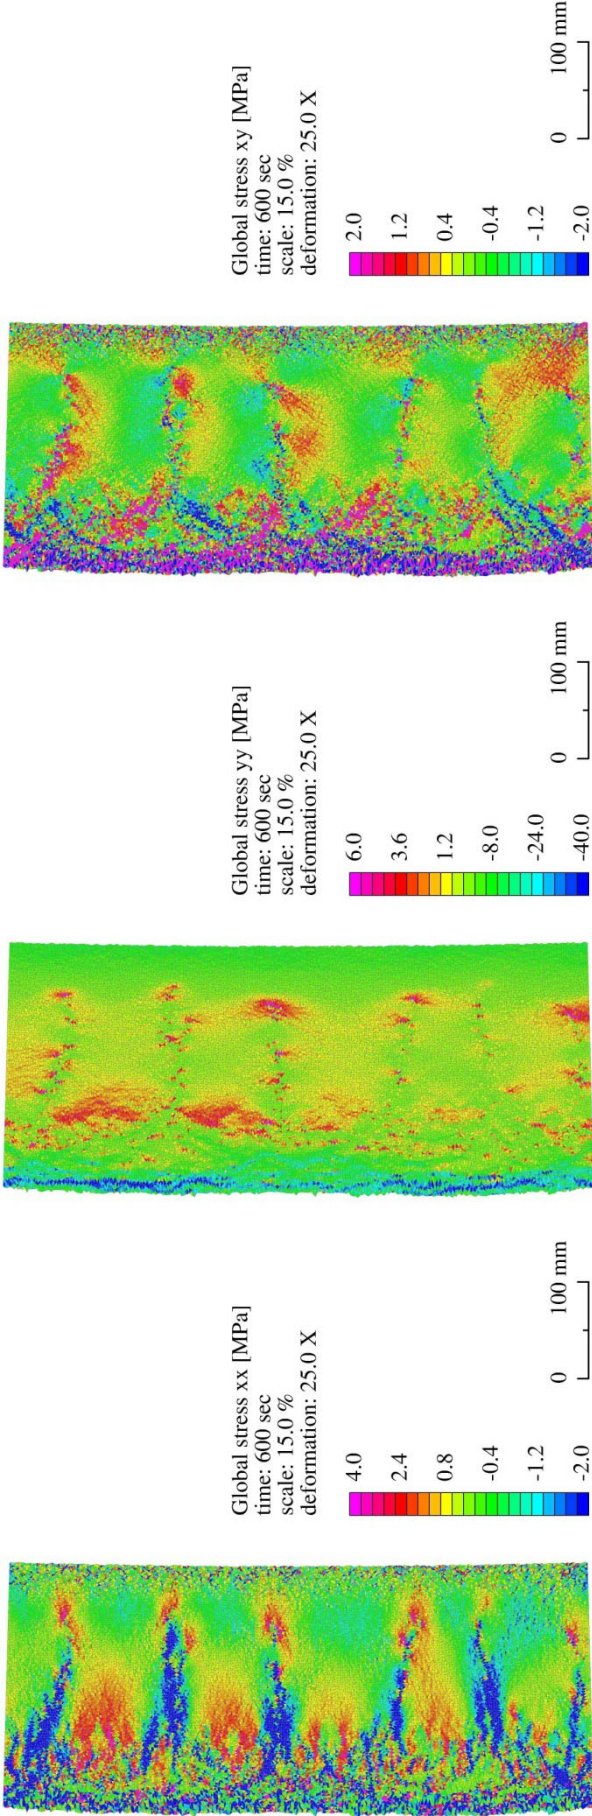 Global stress xx [MPa]
time: 600 sec
scale: 15.0 %
deformation: 25.0 X
4.0
2.4
0.8
-0.4
-1.2
-2.0
0 100 mm
Global stress yy [MPa]
time: 600 sec
scale: 15.0 %
deformation: 25.0 X
6.0
3.6
1.2
-8.0
-24.0
-40.0
0 100 mm
Global stress xy [MPa]
time: 600 sec
scale: 15.0 %
deformation: 25.0 X
2.0
1.2
0.4
-0.4
-1.2
-2.0
0 100 mm